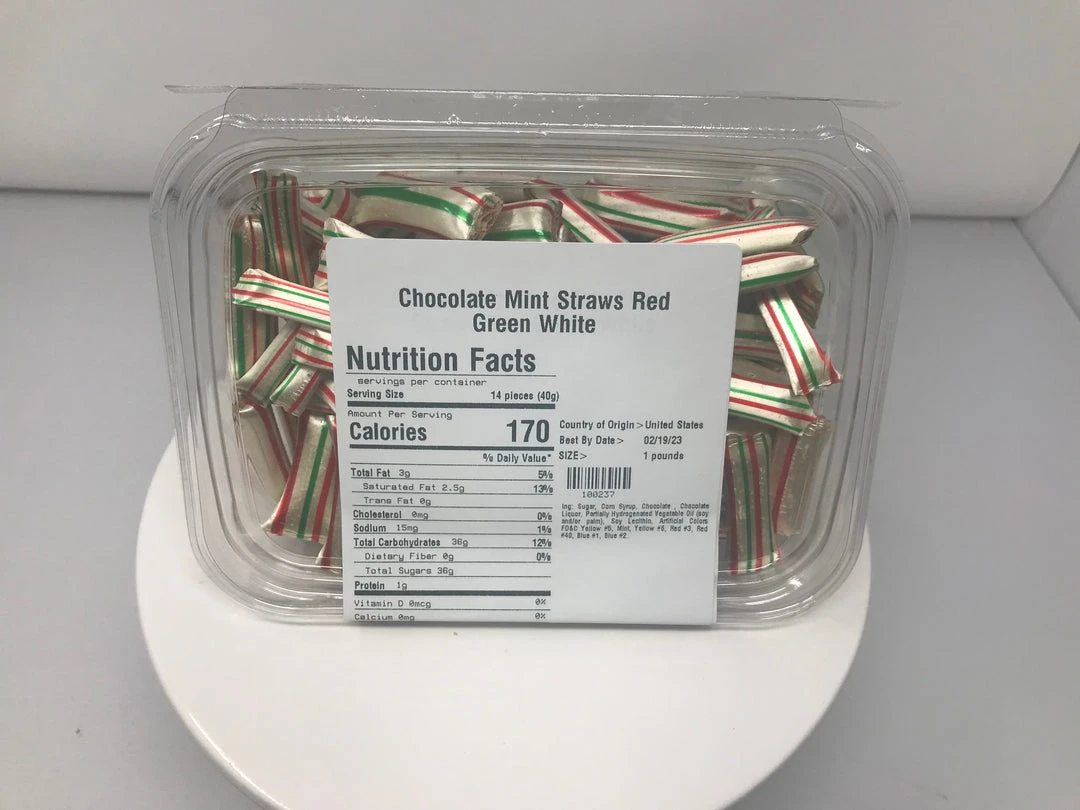 Chocolate Mint Straws Red
Green White
Nutrition Facts
servings per container
Serving Size 14 pieces (40g)
Amount Per Serving
Calories 170
% Daily Value*
Total Fat 3g 5%
Saturated Fat 2.5g 13%
Trans Fat 0g
Cholesterol 0mg 0%
Sodium 15mg 1%
Total Carbohydrates 36g 12%
Dietary Fiber 0g 0%
Total Sugars 36g
Protein 1g
Vitamin D 0mcg 0%
Calcium 0mg 0%
Country of Origin > United States
Best By Date > 02/19/23
SIZE > 1 pounds
100237
Ing: Sugar, Corn Syrup, Chocolate , Chocolate
Liquor, Partially Hydrogenated Vegetable Oil (soy
and/or palm), Soy Lecithin, Artificial Colors
FD&C Yellow #5, Mint, Yellow #6, Red #3, Red
#40, Blue #1, Blue #2.